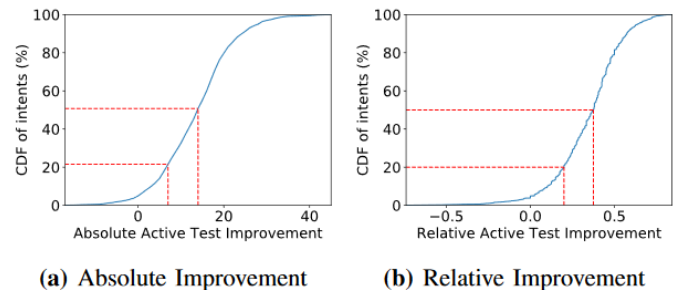 100
80
60
40
20
0
CDF of intents (%)
0 20 40
Absolute Active Test Improvement
(a) Absolute Improvement
100
80
60
40
20
0
CDF of intents (%)
−0.5 0.0 0.5
Relative Active Test Improvement
(b) Relative Improvement